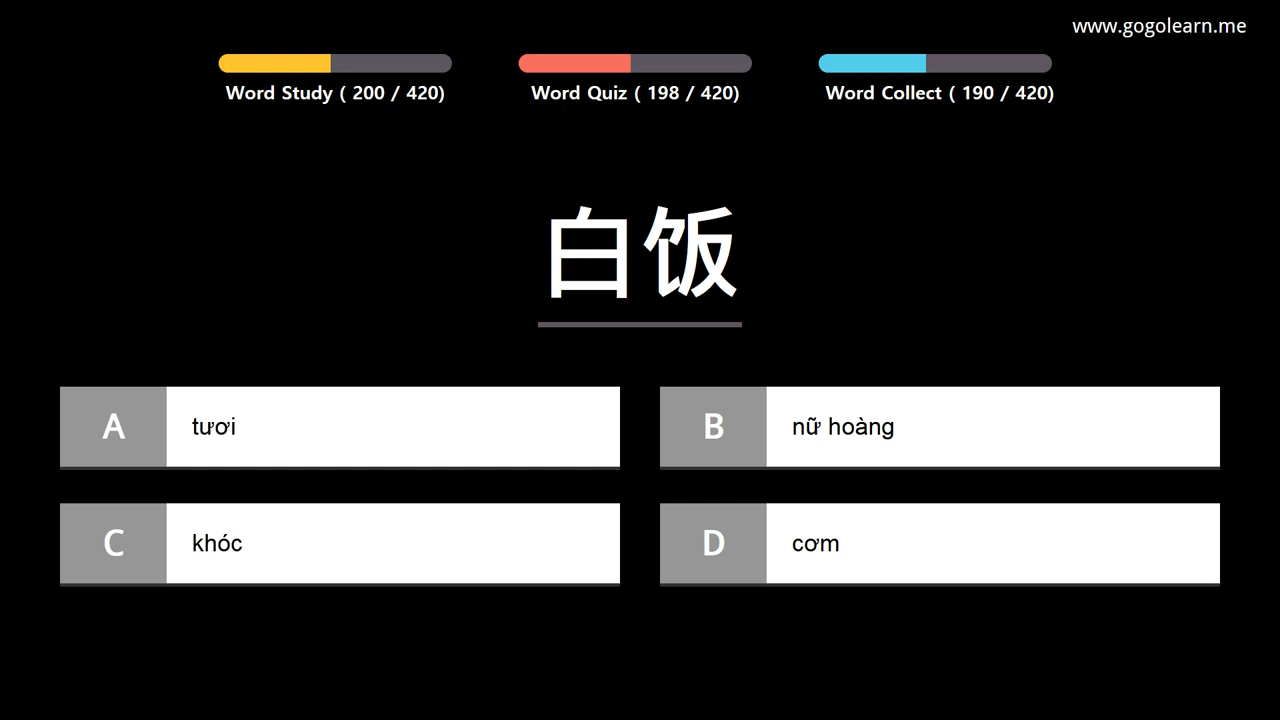 www.gogolearn.me
Word Study ( 200 / 420)
Word Quiz ( 198 / 420)
Word Collect ( 190 / 420)
白饭
A tươi
B nữ hoàng
C khóc
D cơm